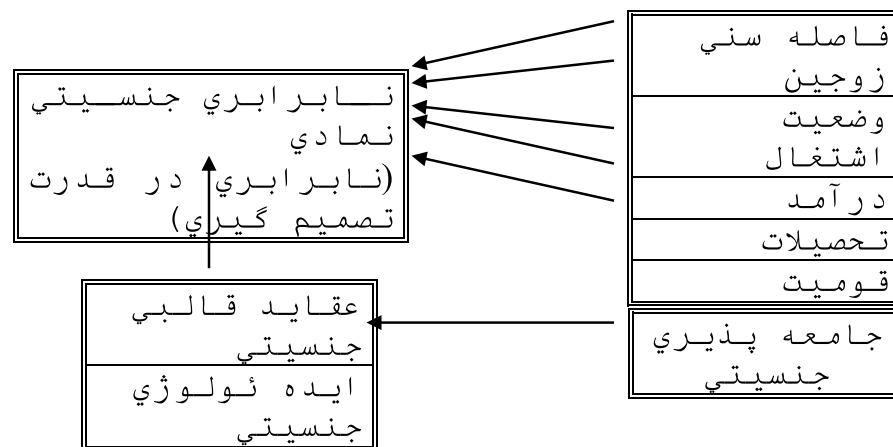 فاصله سني
زوجين
وضعيت
اشتغال
درآمد
تحصيلات
قوميت
جامعه پذيري
جنسيتي
نابرابري جنسيتي
نمادي
(نابرابري در قدرت
تصميم گيري)
عقايد قالبي
جنسيتي
ايده ئولوژي
جنسيتي